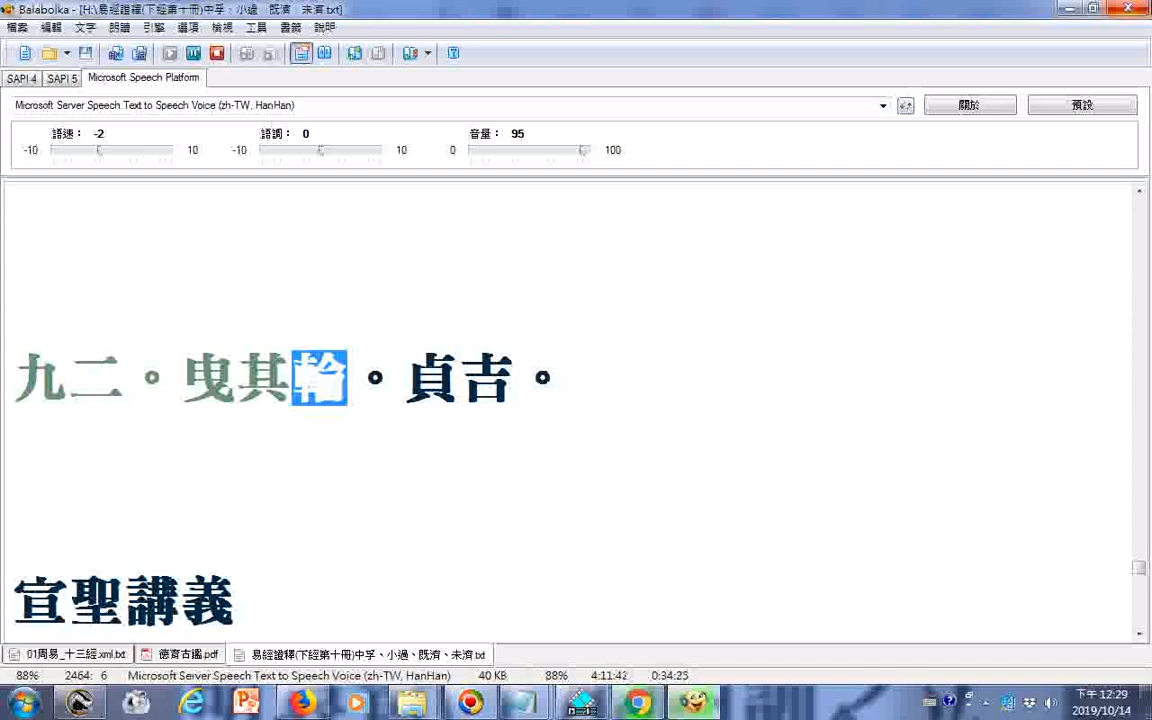 Balabolka - [H:\易經證釋(下經第十冊)中孚、小過、既濟、未濟.txt]
檔案 編輯 文字 朗讀 引擎 選項 檢視 工具 書籤 說明
SAPI 4 SAPI 5 Microsoft Speech Platform
Microsoft Server Speech Text to Speech Voice (zh-TW, HanHan) 關於 預設
語速： -2 語調： 0 音量： 95
-10 10 -10 10 0 100
九二。曳其輪。貞吉。
宣聖講義
01周易_十三經.xml.txt 德育古鑑.pdf 易經證釋(下經第十冊)中孚、小過、既濟、未濟.txt
88% 2464: 6 Microsoft Server Speech Text to Speech Voice (zh-TW, HanHan) 40 KB 88% 4:11:42 0:34:25
下午 12:29
2019/10/14